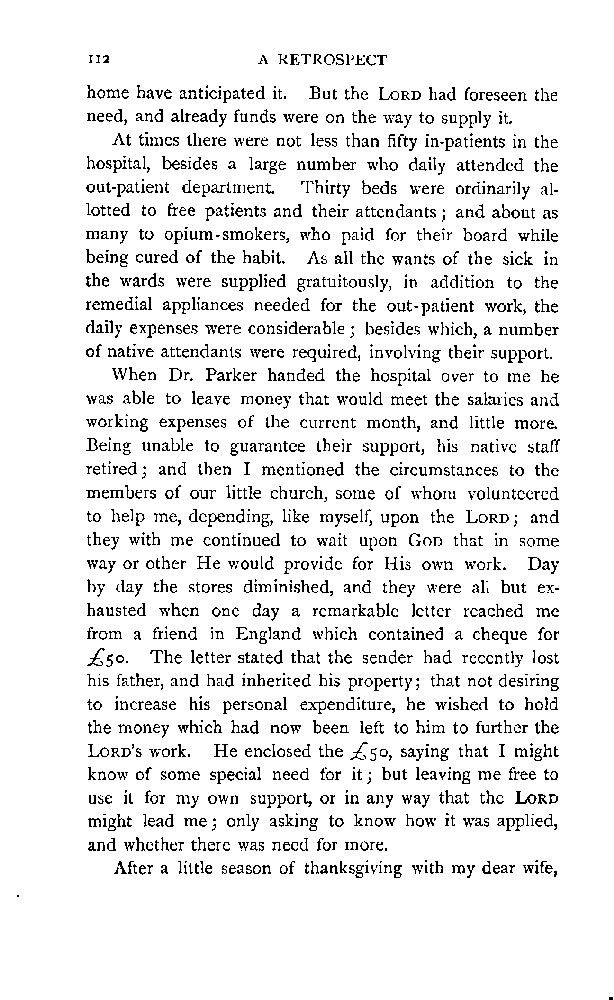 112 A RETROSPECT
home have anticipated it. But the LORD had foreseen the
need, and already funds were on the way to supply it.
At times there were not less than fifty in-patients in the
hospital, besides a large number who daily attended the
out-patient department. Thirty beds were ordinarily al-
lotted to free patients and their attendants; and about as
many to opium-smokers, who paid for their board while
being cured of the habit. As all the wants of the sick in
the wards were supplied gratuitously, in addition to the
remedial appliances needed for the out-patient work, the
daily expenses were considerable; besides which, a number
of native attendants were required, involving their support.
When Dr. Parker handed the hospital over to me he
was able to leave money that would meet the salaries and
working expenses of the current month, and little more.
Being unable to guarantee their support, his native staff
retired; and then I mentioned the circumstances to the
members of our little church, some of whom volunteered
to help me, depending, like myself, upon the LORD; and
they with me continued to wait upon GOD that in some
way or other He would provide for His own work. Day
by day the stores diminished, and they were all but ex-
hausted when one day a remarkable letter reached me
from a friend in England which contained a cheque for
£50. The letter stated that the sender had recently lost
his father, and had inherited his property; that not desiring
to increase his personal expenditure, he wished to hold
the money which had now been left to him to further the
LORD'S work. He enclosed the £50, saying that I might
know of some special need for it; but leaving me free to
use it for my own support, or in any way that the LORD
might lead me; only asking to know how it was applied,
and whether there was need for more.
After a little season of thanksgiving with my dear wife,